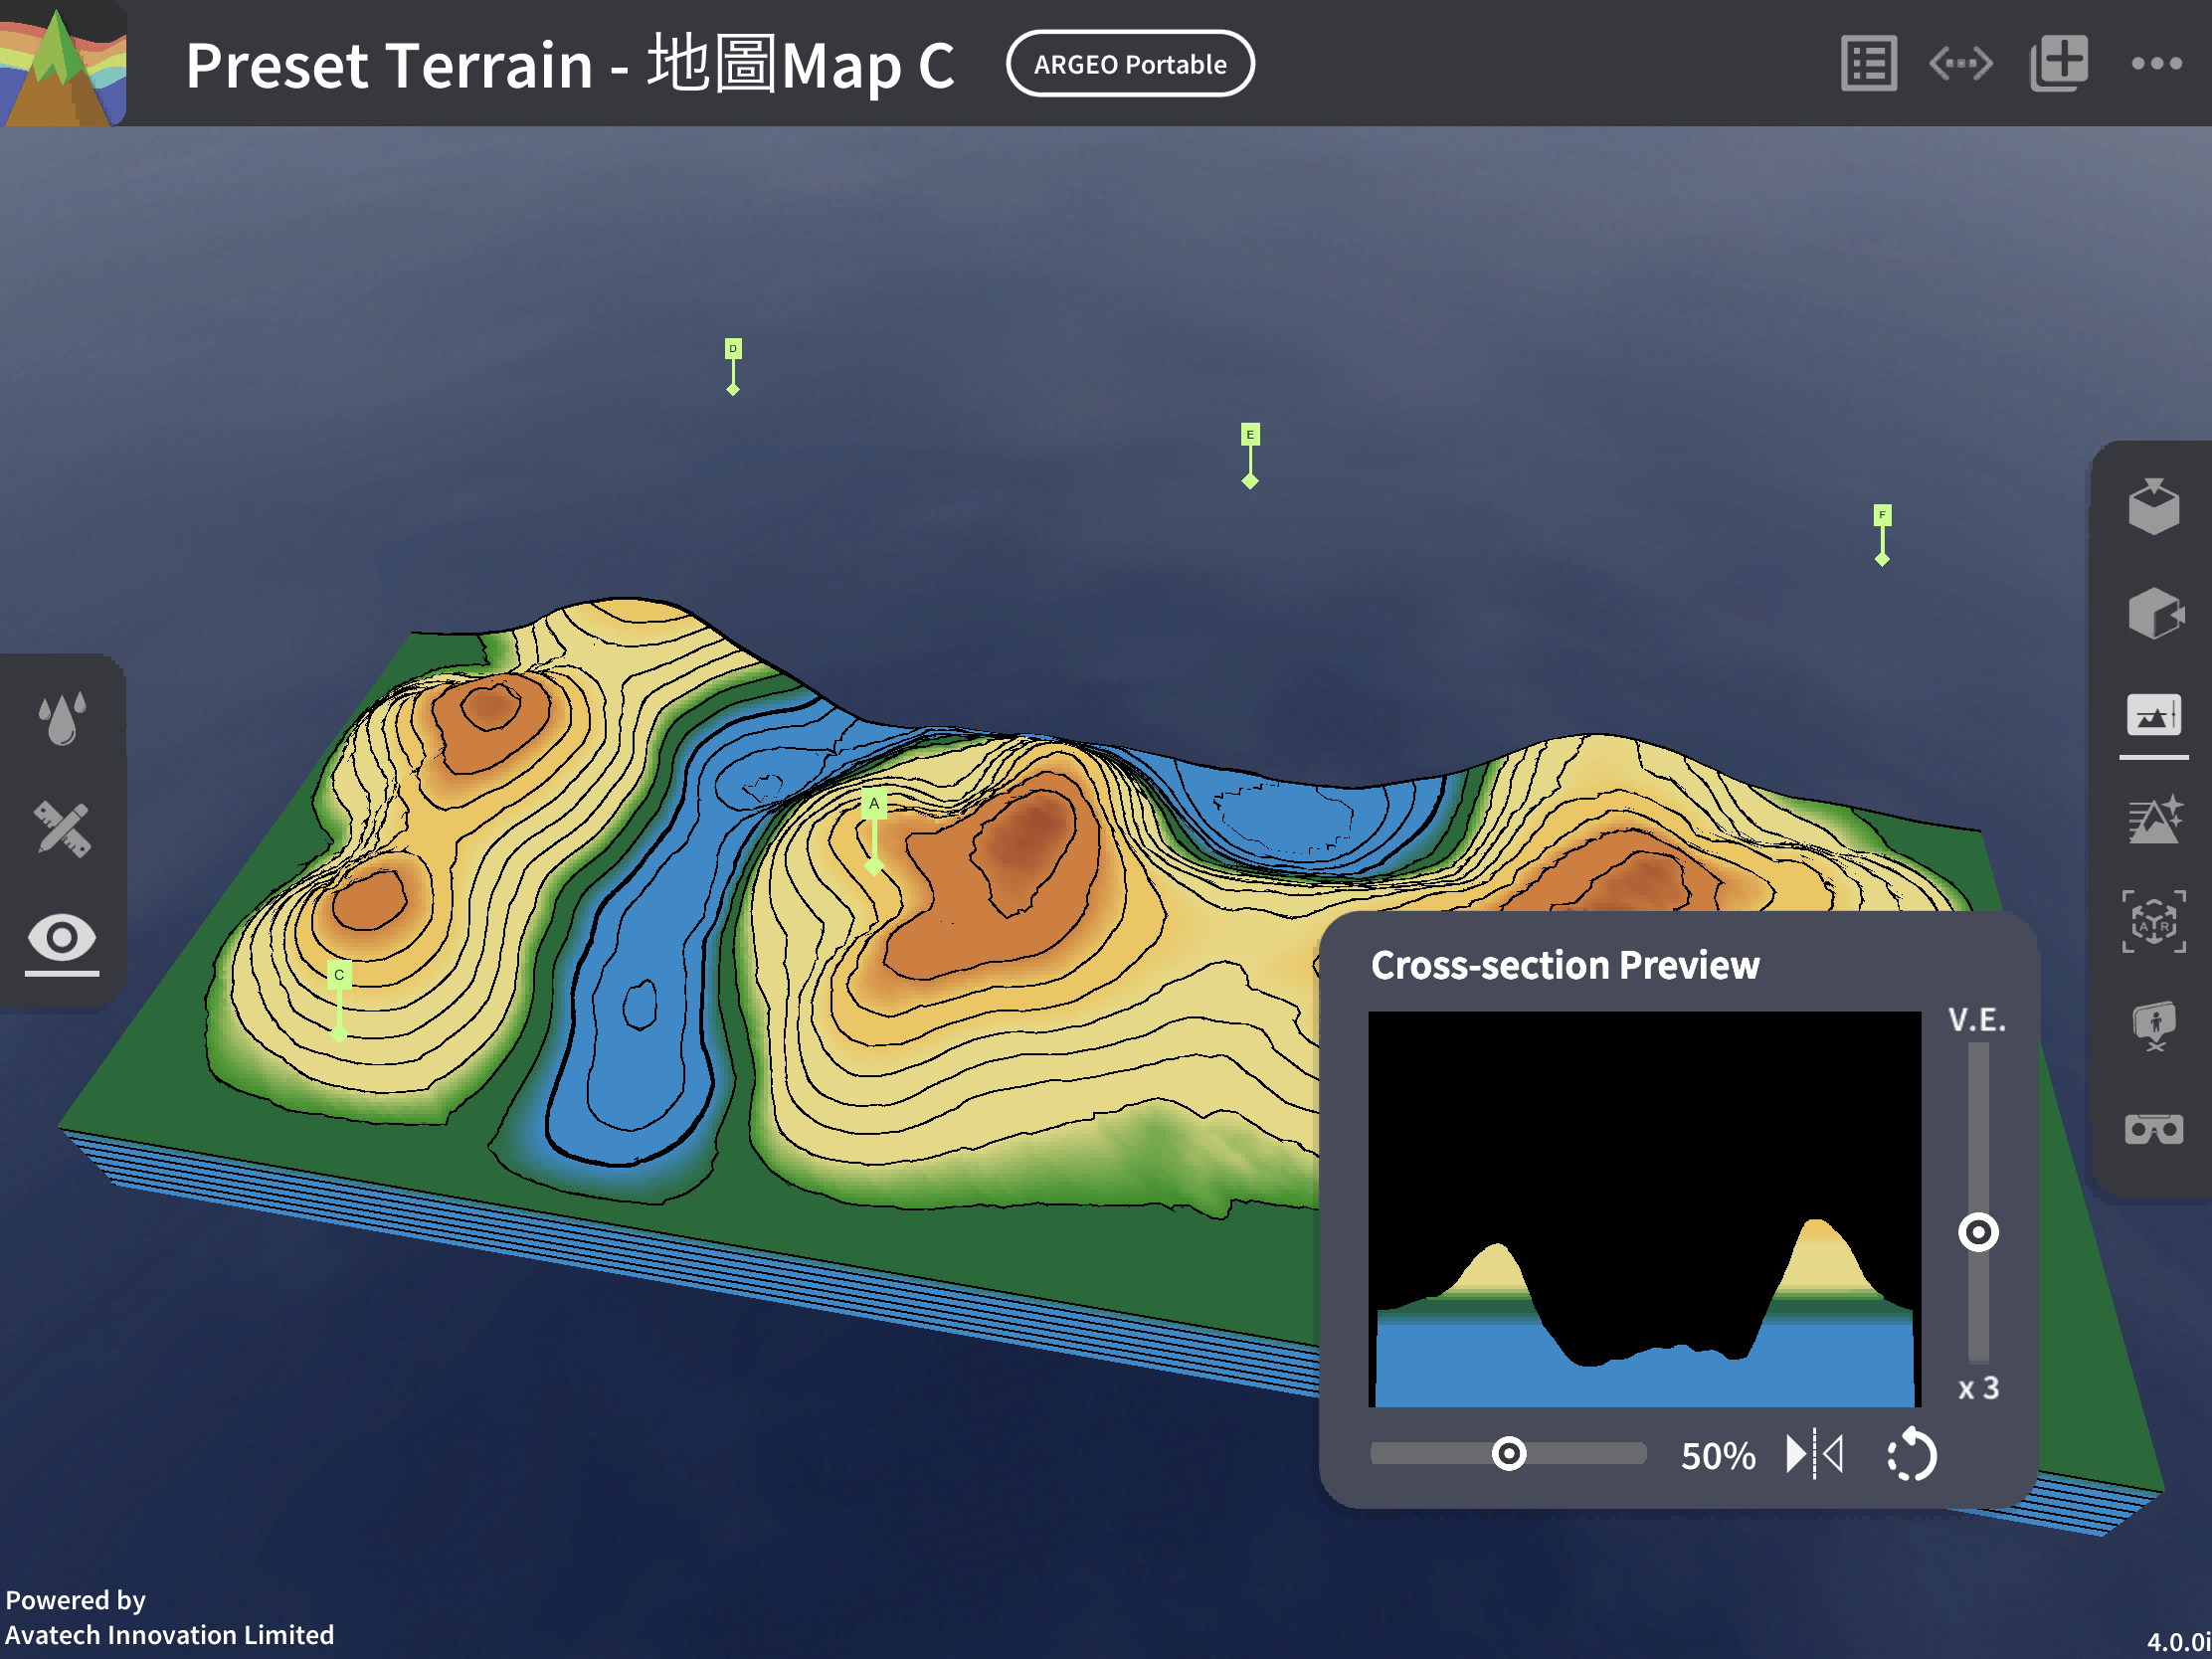 Preset Terrain - 地圖Map C
ARGEO Portable
D
E
F
A
C
AYR
Cross-section Preview
V.E.
x 3
50%
Powered by
Avatech Innovation Limited
4.0.0i